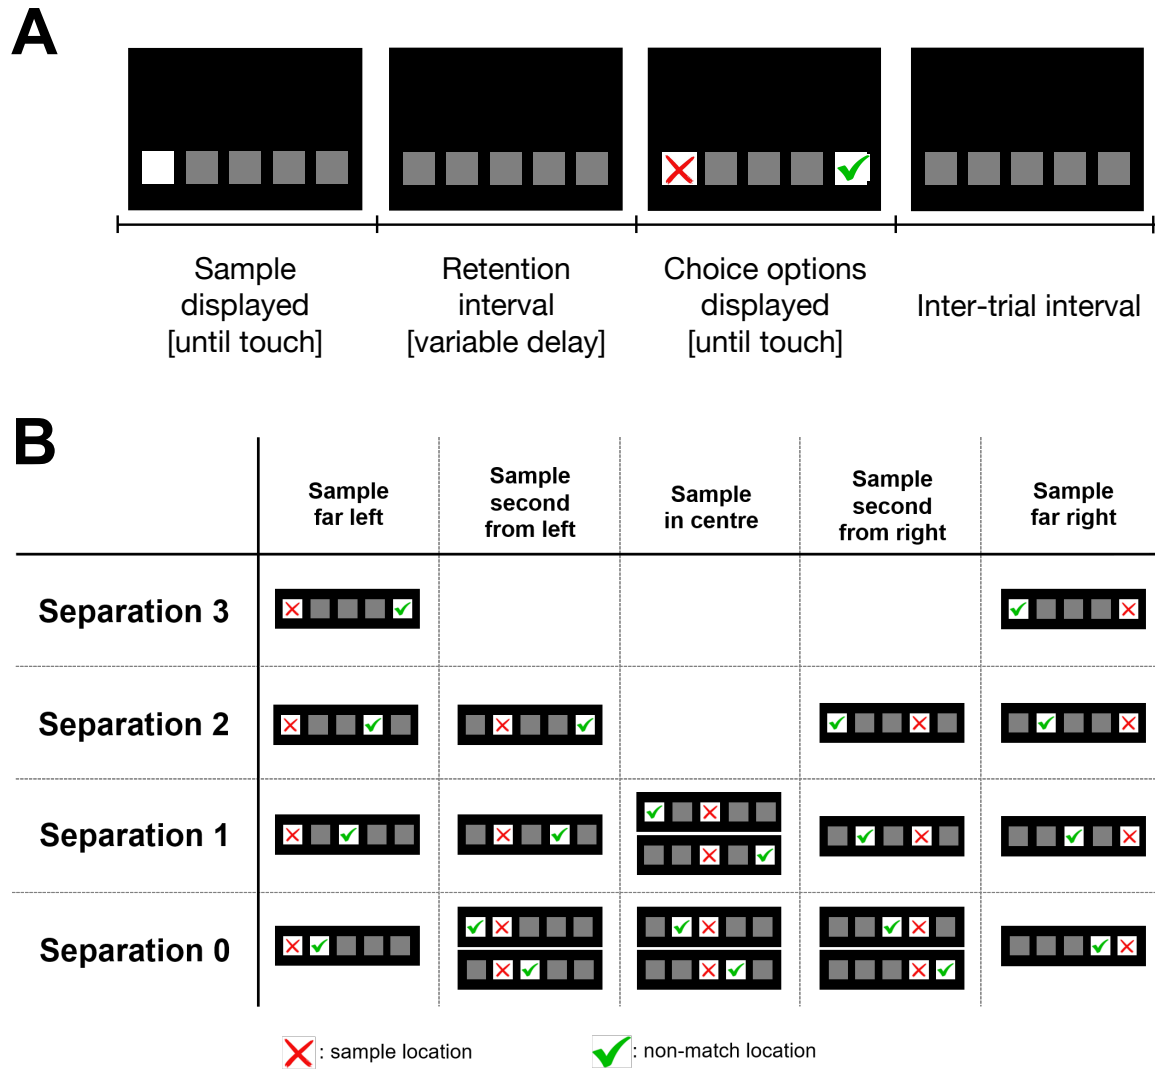 A
Sample
displayed
[until touch]
Retention
interval
[variable delay]
Choice options
displayed
[until touch]
Inter-trial interval
B
Sample
far left
Sample
second
from left
Sample
in centre
Sample
second
from right
Sample
far right
Separation 3
Separation 2
Separation 1
Separation 0
: sample location
: non-match location